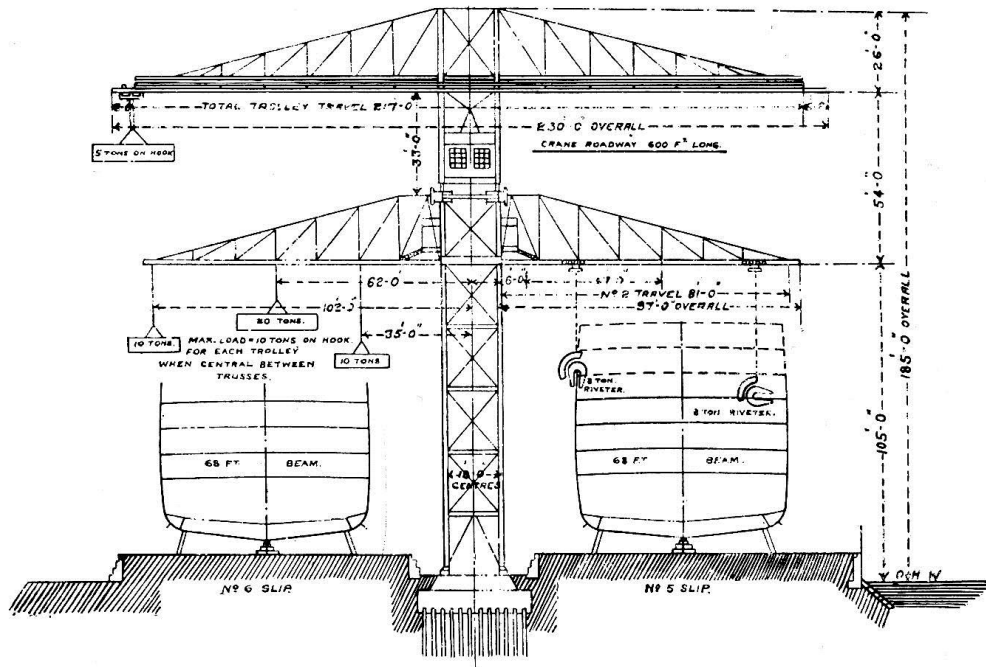 TOTAL TROLLEY TRAVEL 217'-0"
230'-0" OVERALL
CRANE ROADWAY 600 FT LONG.
5 TONS ON HOOK
33'-0"
26'-0"
54'-0"
185'-0" OVERALL
105'-0"
62'-0"
6'-0"
Nº 2 TRAVEL 81'-0"
102'-0"
97'-0" OVERALL
20 TONS.
35'-0"
10 TONS.
MAX. LOAD = 10 TONS ON HOOK
FOR EACH TROLLEY
WHEN CENTRAL BETWEEN
TRUSSES.
10 TONS
8 TON
RIVETER.
8 TON RIVETER.
68 FT. BEAM.
18'-0"
CENTRES
68 FT. BEAM.
Nº 6 SLIP.
Nº 5 SLIP.